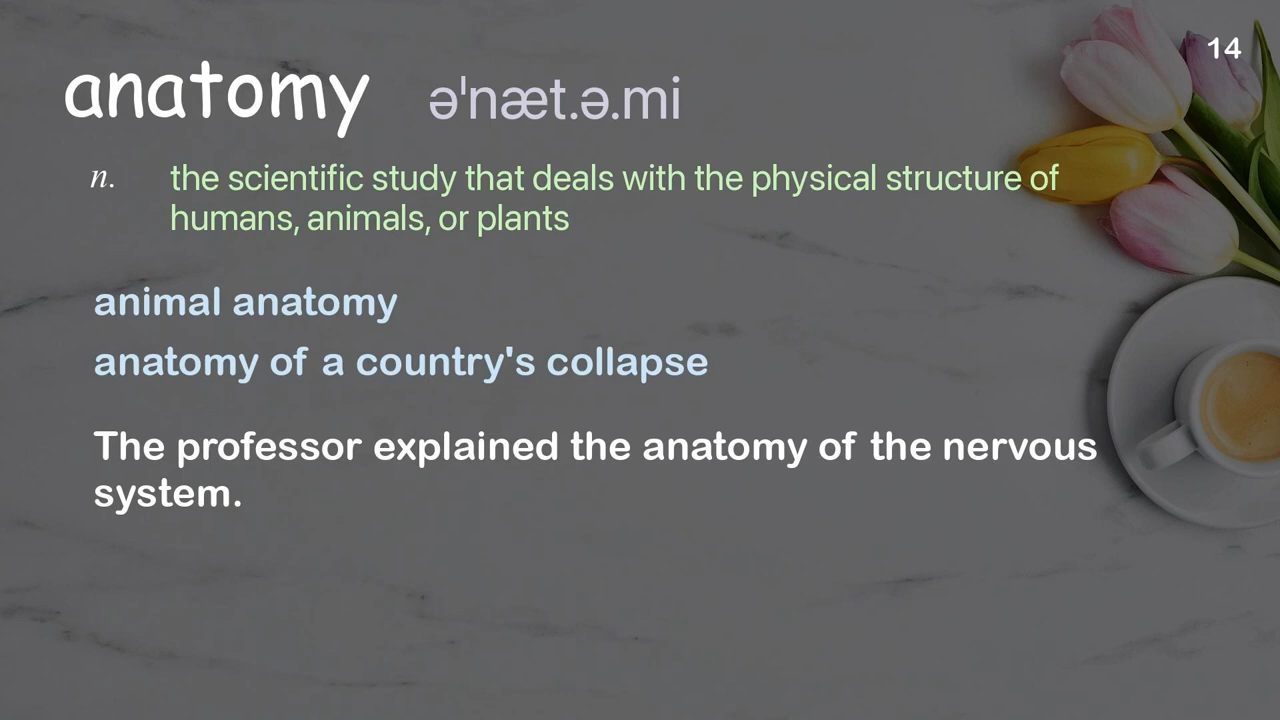 14
anatomy əˈnæt.ə.mi
n. the scientific study that deals with the physical structure of
humans, animals, or plants
animal anatomy
anatomy of a country's collapse
The professor explained the anatomy of the nervous
system.